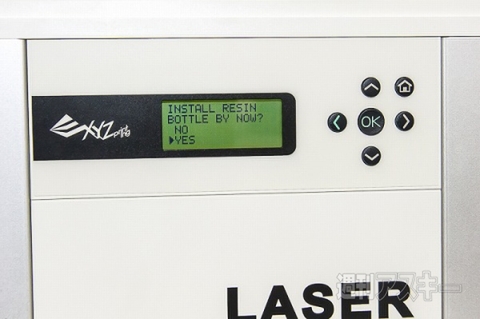 INSTALL RESIN
BOTTLE BY NOW?
NO
▶YES
XYZprinting
OK
LASER
週刊アスキー